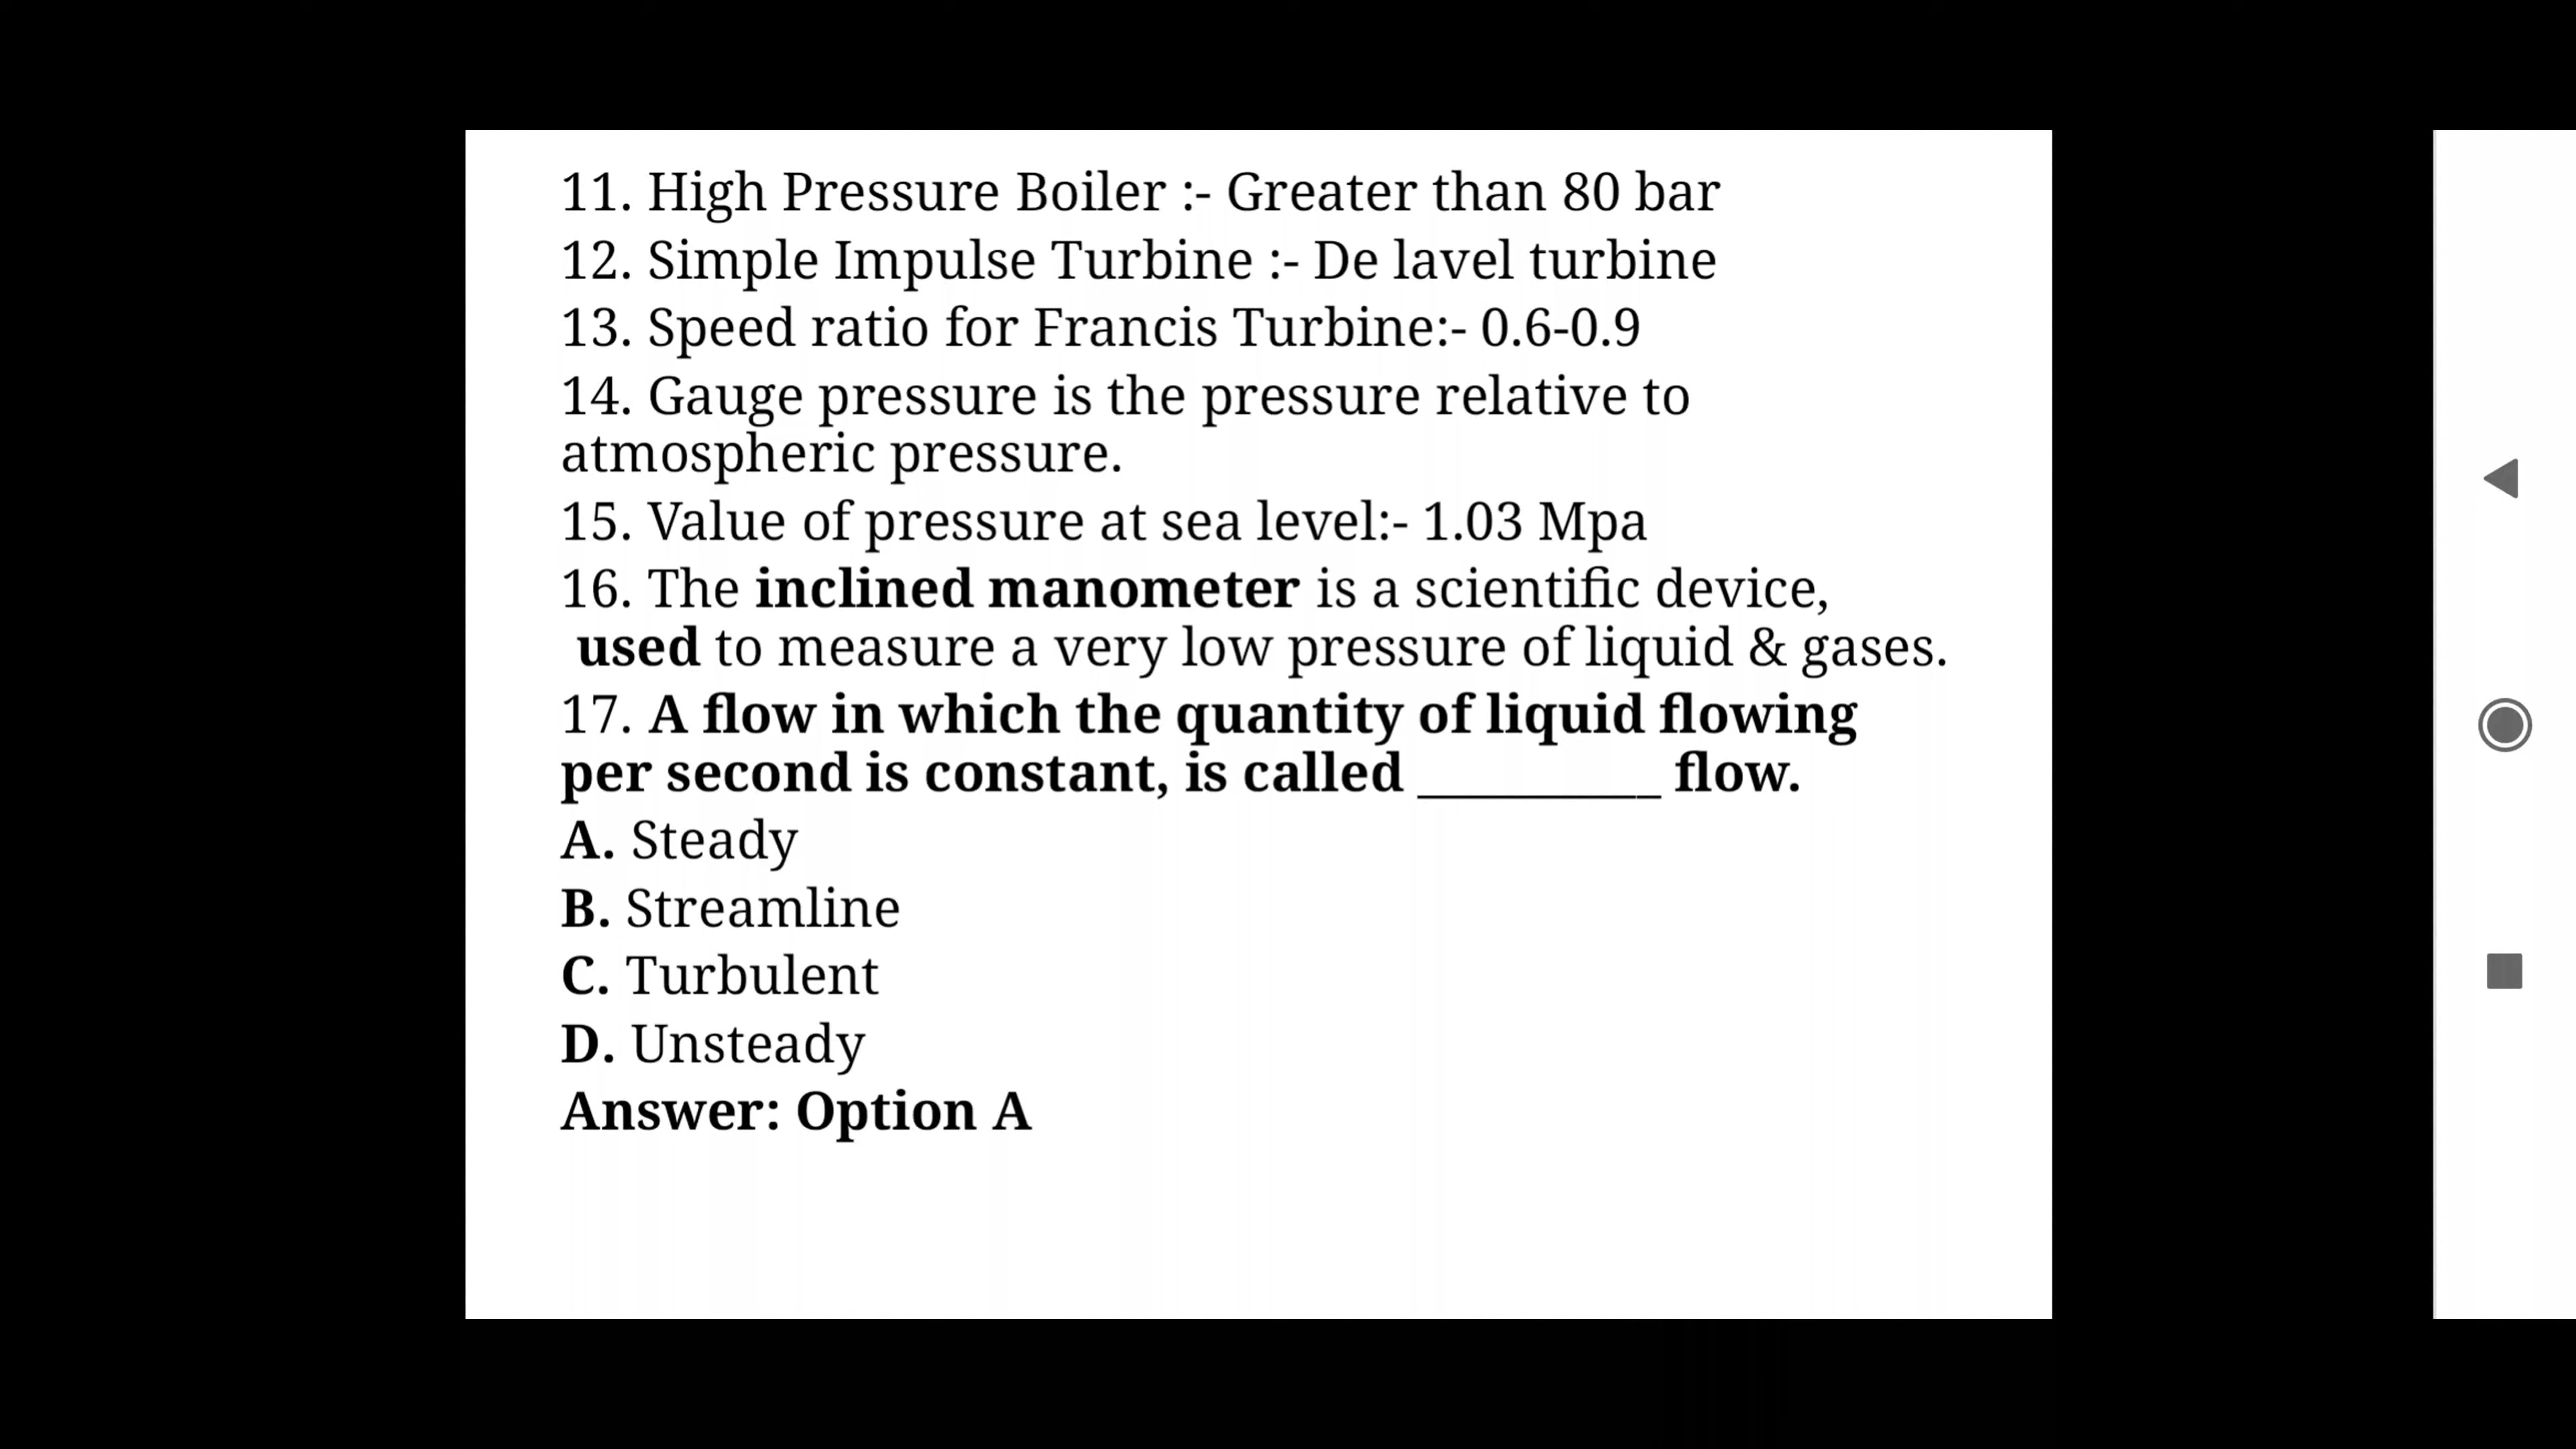 11. High Pressure Boiler :- Greater than 80 bar
12. Simple Impulse Turbine :- De lavel turbine
13. Speed ratio for Francis Turbine:- 0.6-0.9
14. Gauge pressure is the pressure relative to
atmospheric pressure.
15. Value of pressure at sea level:- 1.03 Mpa
16. The inclined manometer is a scientific device,
used to measure a very low pressure of liquid & gases.
17. A flow in which the quantity of liquid flowing
per second is constant, is called _________ flow.
A. Steady
B. Streamline
C. Turbulent
D. Unsteady
Answer: Option A